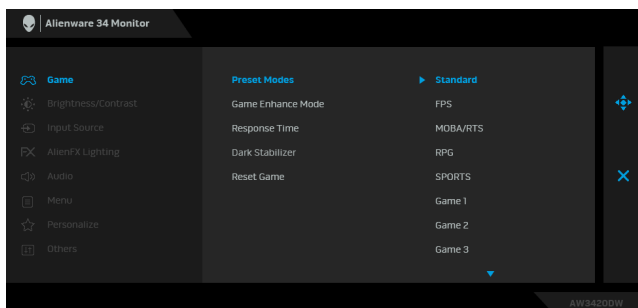 Alienware 34 Monitor
Game
Brightness/Contrast
Input Source
AlienFX Lighting
Audio
Menu
Personalize
Others
Preset Modes
Game Enhance Mode
Response Time
Dark Stabilizer
Reset Game
Standard
FPS
MOBA/RTS
RPG
SPORTS
Game 1
Game 2
Game 3
AW3420DW